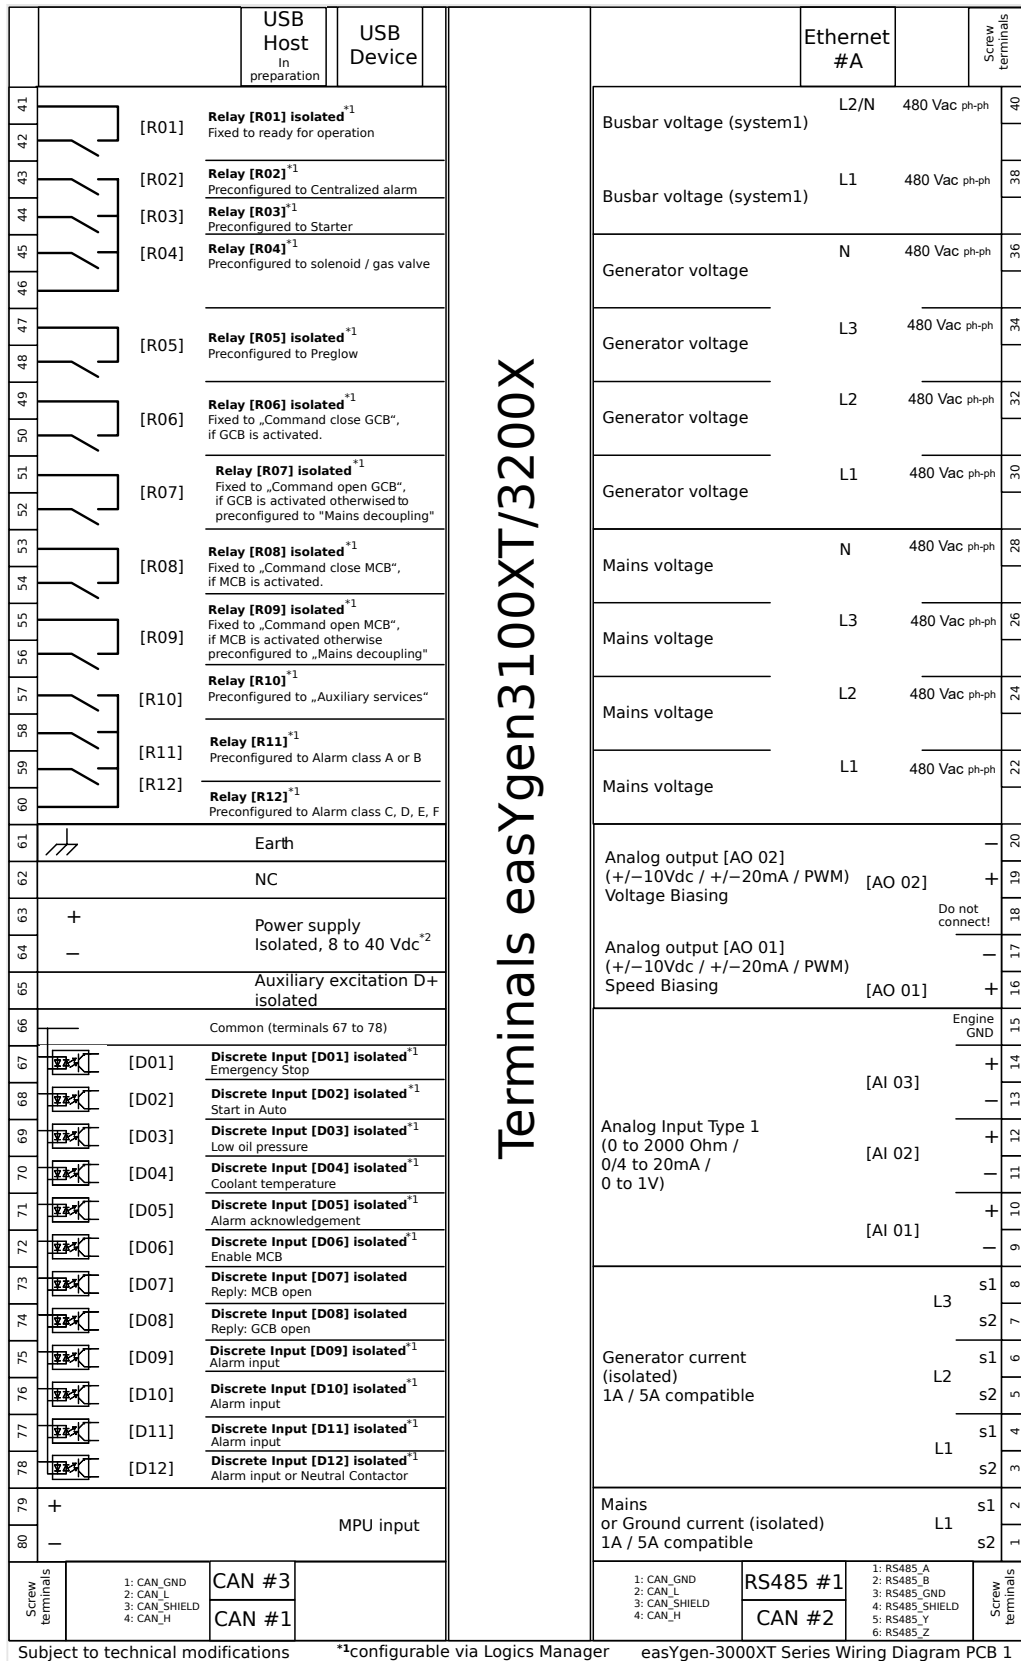 USB
Host
In
preparation
USB
Device
Ethernet
#A
Screw
terminals
41
42
[R01]
Relay [R01] isolated*1
Fixed to ready for operation
43
[R02]
Relay [R02]*1
Preconfigured to Centralized alarm
44
[R03]
Relay [R03]*1
Preconfigured to Starter
45
46
[R04]
Relay [R04]*1
Preconfigured to solenoid / gas valve
47
48
[R05]
Relay [R05] isolated*1
Preconfigured to Preglow
49
50
[R06]
Relay [R06] isolated*1
Fixed to „Command close GCB“,
if GCB is activated.
51
52
[R07]
Relay [R07] isolated*1
Fixed to „Command open GCB“,
if GCB is activated otherwised to
preconfigured to "Mains decoupling"
53
54
[R08]
Relay [R08] isolated*1
Fixed to „Command close MCB“,
if MCB is activated.
55
56
[R09]
Relay [R09] isolated*1
Fixed to „Command open MCB“,
if MCB is activated otherwise
preconfigured to „Mains decoupling"
57
[R10]
Relay [R10]*1
Preconfigured to „Auxiliary services“
58
59
[R11]
Relay [R11]*1
Preconfigured to Alarm class A or B
60
[R12]
Relay [R12]*1
Preconfigured to Alarm class C, D, E, F
61
Earth
62
NC
63
+
64
−
Power supply
Isolated, 8 to 40 Vdc*2
65
Auxiliary excitation D+
isolated
66
Common (terminals 67 to 78)
67
[D01]
Discrete Input [D01] isolated*1
Emergency Stop
68
[D02]
Discrete Input [D02] isolated*1
Start in Auto
69
[D03]
Discrete Input [D03] isolated*1
Low oil pressure
70
[D04]
Discrete Input [D04] isolated*1
Coolant temperature
71
[D05]
Discrete Input [D05] isolated*1
Alarm acknowledgement
72
[D06]
Discrete Input [D06] isolated*1
Enable MCB
73
[D07]
Discrete Input [D07] isolated
Reply: MCB open
74
[D08]
Discrete Input [D08] isolated
Reply: GCB open
75
[D09]
Discrete Input [D09] isolated*1
Alarm input
76
[D10]
Discrete Input [D10] isolated*1
Alarm input
77
[D11]
Discrete Input [D11] isolated*1
Alarm input
78
[D12]
Discrete Input [D12] isolated*1
Alarm input or Neutral Contactor
79
+
80
−
MPU input
Screw
terminals
1: CAN_GND
2: CAN_L
3: CAN_SHIELD
4: CAN_H
CAN #3
CAN #1
Terminals easYgen3100XT/3200X
Busbar voltage (system1)
L2/N
480 Vac ph-ph
40
Busbar voltage (system1)
L1
480 Vac ph-ph
38
Generator voltage
N
480 Vac ph-ph
36
Generator voltage
L3
480 Vac ph-ph
34
Generator voltage
L2
480 Vac ph-ph
32
Generator voltage
L1
480 Vac ph-ph
30
Mains voltage
N
480 Vac ph-ph
28
Mains voltage
L3
480 Vac ph-ph
26
Mains voltage
L2
480 Vac ph-ph
24
Mains voltage
L1
480 Vac ph-ph
22
Analog output [AO 02]
(+/−10Vdc / +/−20mA / PWM)
Voltage Biasing
[AO 02]
−
20
+
19
Do not
connect!
18
Analog output [AO 01]
(+/−10Vdc / +/−20mA / PWM)
Speed Biasing
[AO 01]
−
17
+
16
Engine
GND
15
Analog Input Type 1
(0 to 2000 Ohm /
0/4 to 20mA /
0 to 1V)
[AI 03]
+
14
−
13
[AI 02]
+
12
−
11
[AI 01]
+
10
−
9
Generator current
(isolated)
1A / 5A compatible
L3
s1
8
s2
7
L2
s1
6
s2
5
L1
s1
4
s2
3
Mains
or Ground current (isolated)
1A / 5A compatible
L1
s1
2
s2
1
1: CAN_GND
2: CAN_L
3: CAN_SHIELD
4: CAN_H
RS485 #1
CAN #2
1: RS485_A
2: RS485_B
3: RS485_GND
4: RS485_SHIELD
5: RS485_Y
6: RS485_Z
Screw
terminals
Subject to technical modifications
*1configurable via Logics Manager
easYgen-3000XT Series Wiring Diagram PCB 1